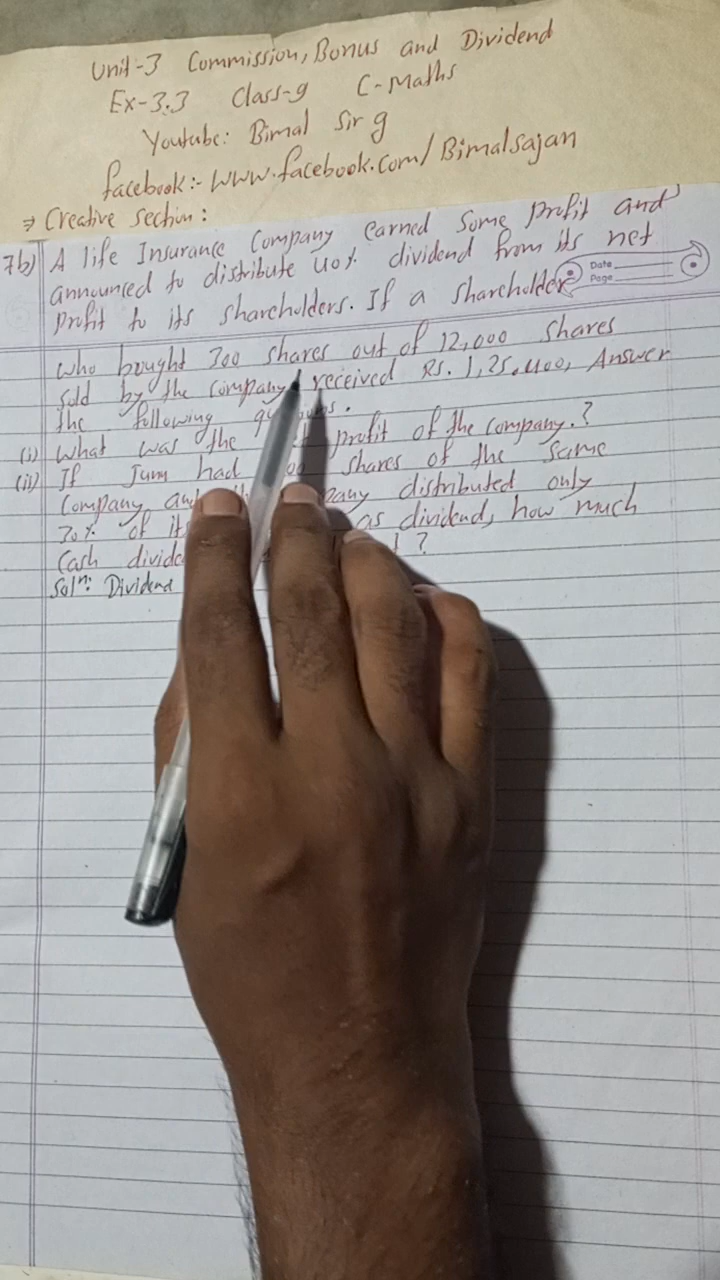 Unit-3 Commission, Bonus and Dividend
Ex-3.3 Class-9 C-Maths
Youtube: Bimal Sir g
facebook:- www.facebook.com/Bimalsajan
⇒ Creative section:
7b) A life Insurance Company earned some profit and
announced to distribute 40% dividend from its net
Date
Page
profit to its shareholders. If a shareholder
who bought 300 shares out of 12,000 shares
sold by the company, received Rs. 1,25,400, Answer
the following
(i) What was the profit of the company.?
(ii) If had shares of the same
Company, distributed only
of as dividend, how much
Cash ?
Solⁿ: Dividend